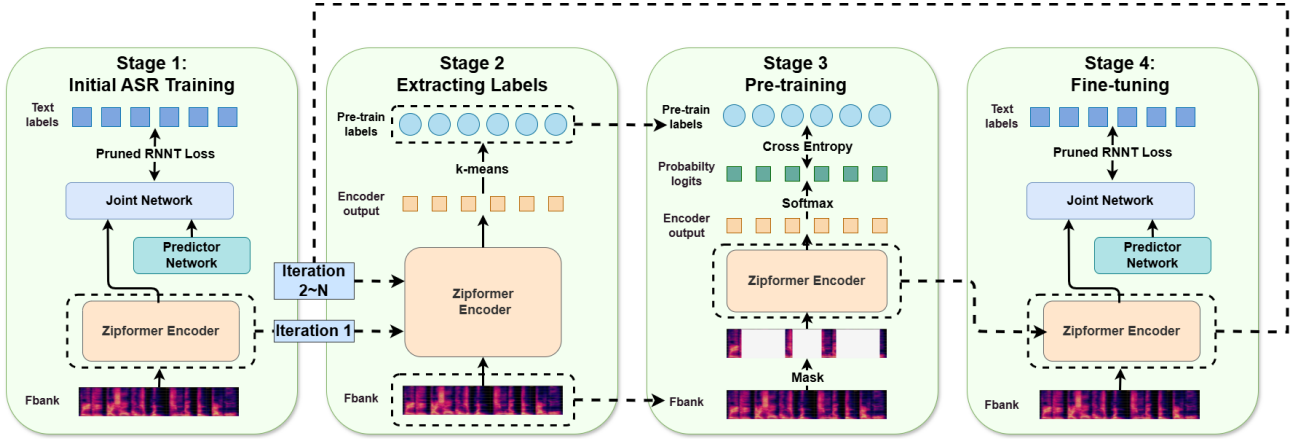 Stage 1:
Initial ASR Training
Text
labels
Pruned RNNT Loss
Joint Network
Predictor
Network
Zipformer Encoder
Fbank
Iteration
2~N
Iteration 1
Stage 2
Extracting Labels
Pre-train
labels
k-means
Encoder
output
Zipformer
Encoder
Fbank
Stage 3
Pre-training
Pre-train
labels
Cross Entropy
Probabilty
logits
Softmax
Encoder
output
Zipformer Encoder
Mask
Fbank
Stage 4:
Fine-tuning
Text
labels
Pruned RNNT Loss
Joint Network
Predictor
Network
Zipformer Encoder
Fbank